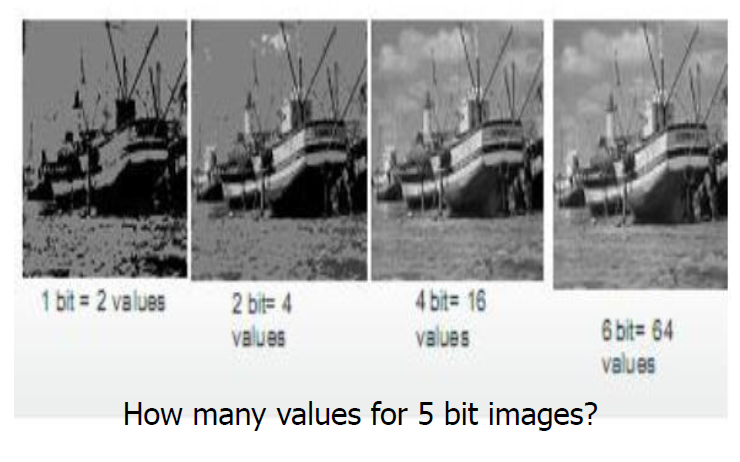 1 bit = 2 values
2 bit= 4
values
4 bit= 16
values
6 bit= 64
values
How many values for 5 bit images?